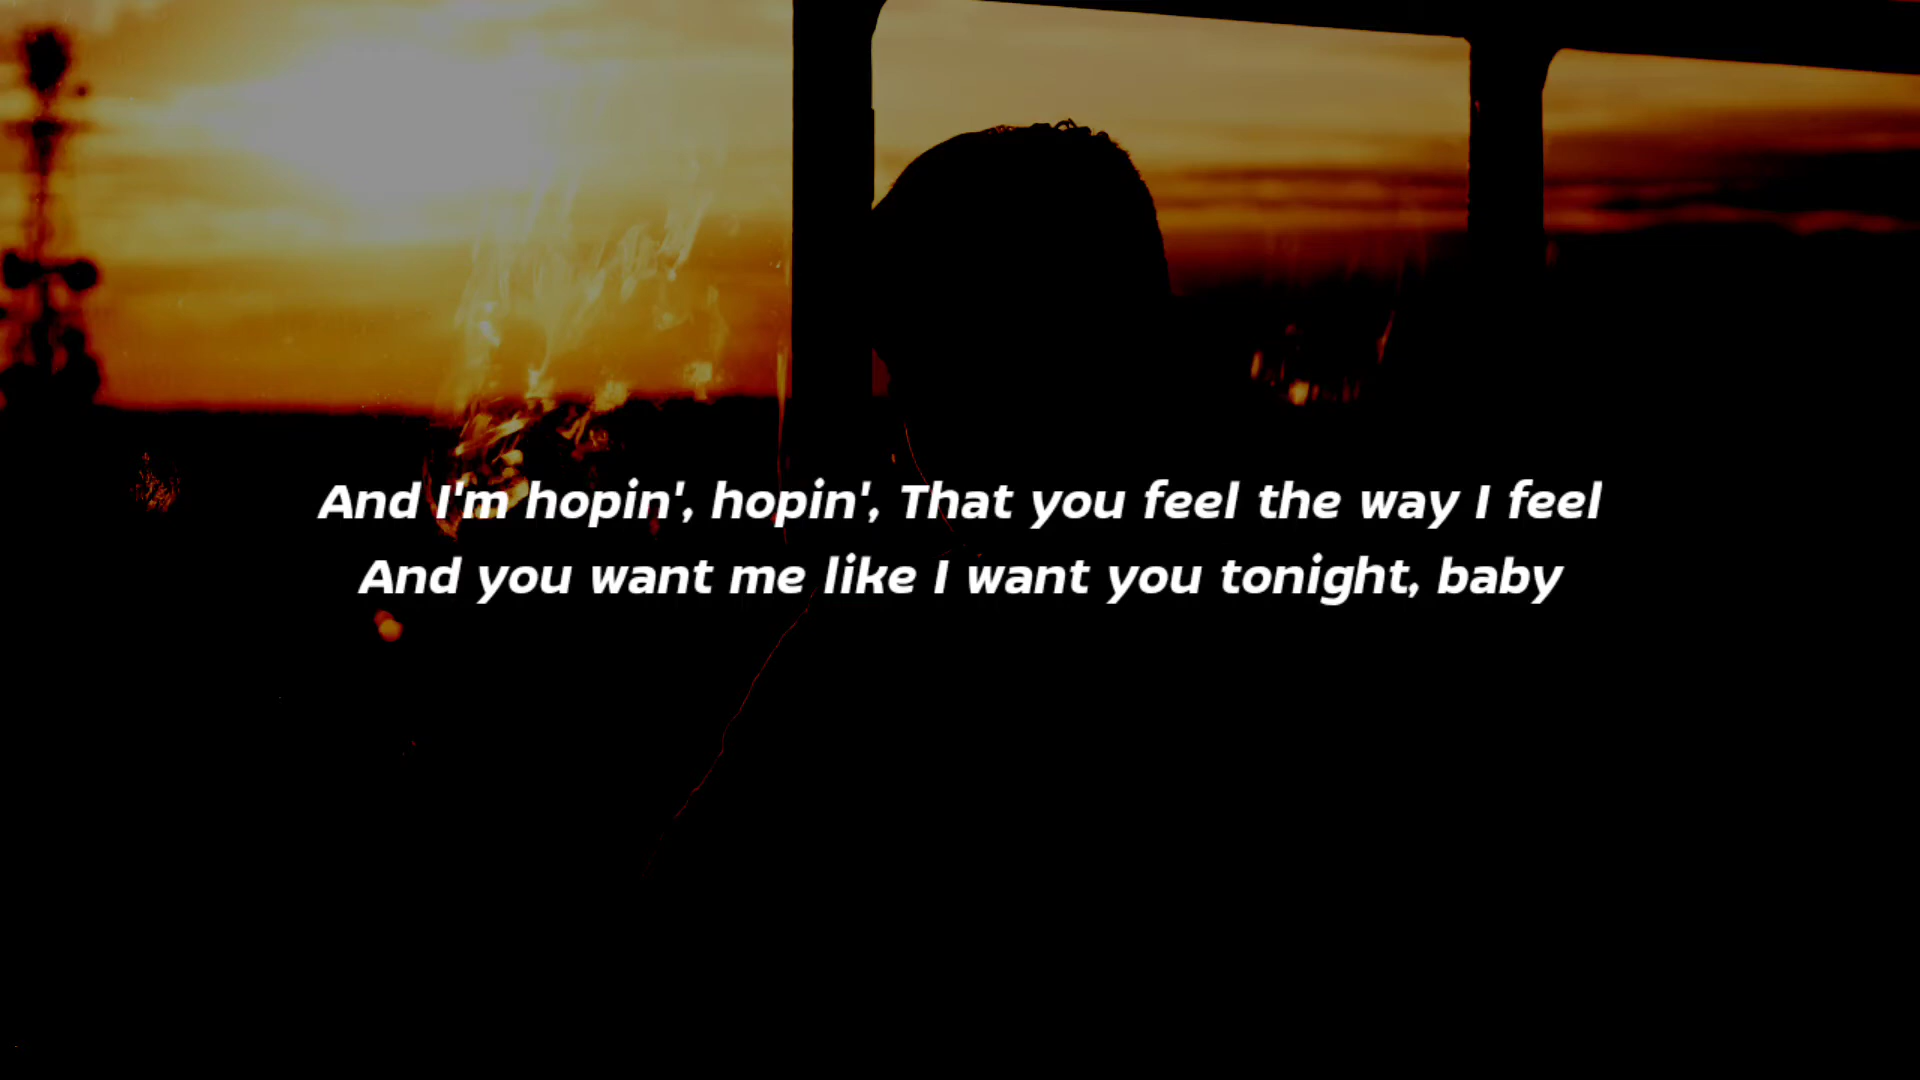 And I'm hopin', hopin', That you feel the way I feel
And you want me like I want you tonight, baby